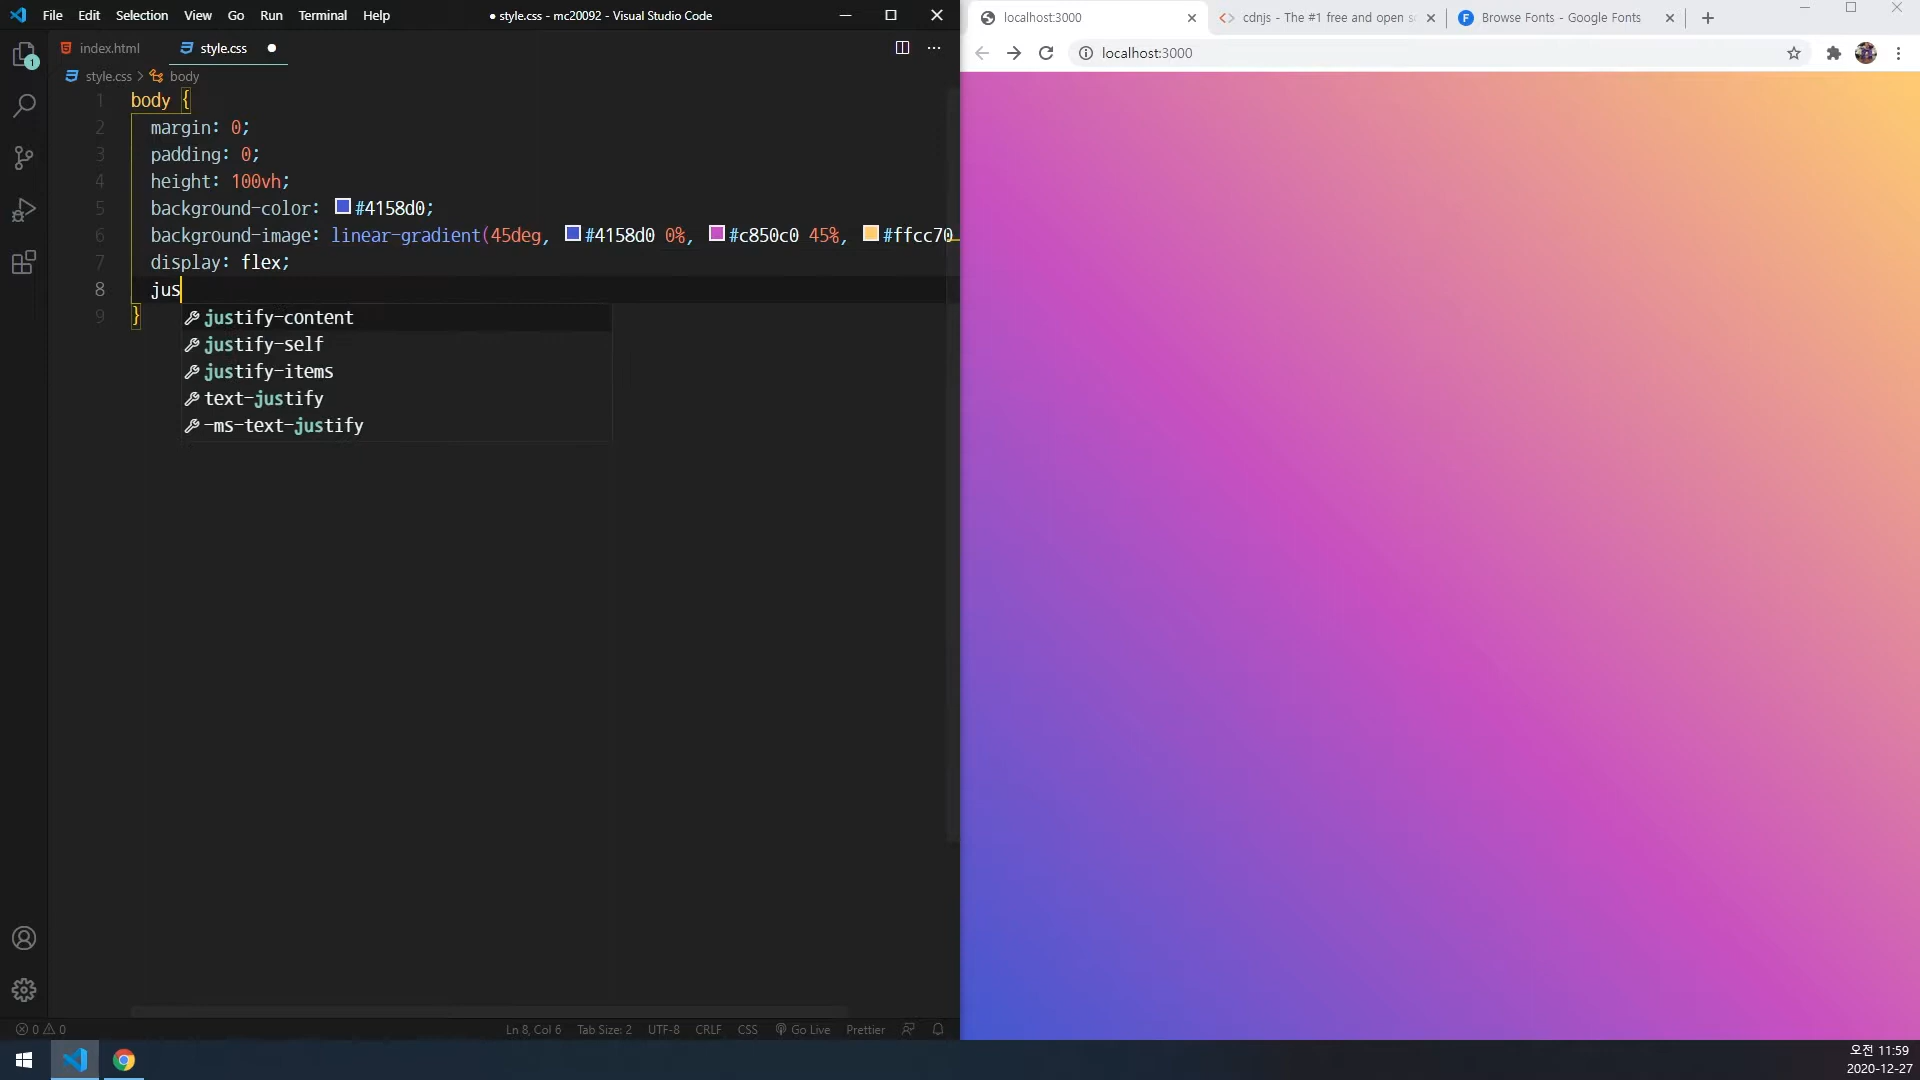 File Edit Selection View Go Run Terminal Help
● style.css - mc20092 - Visual Studio Code
index.html
style.css
style.css > body
1 body {
2 margin: 0;
3 padding: 0;
4 height: 100vh;
5 background-color: #4158d0;
6 background-image: linear-gradient(45deg, #4158d0 0%, #c850c0 45%, #ffcc70
7 display: flex;
8 jus
9 }
justify-content
justify-self
justify-items
text-justify
-ms-text-justify
1
0 0
Ln 8, Col 6 Tab Size: 2 UTF-8 CRLF CSS Go Live Prettier
localhost:3000
cdnjs - The #1 free and open s
Browse Fonts - Google Fonts
localhost:3000
오전 11:59
2020-12-27